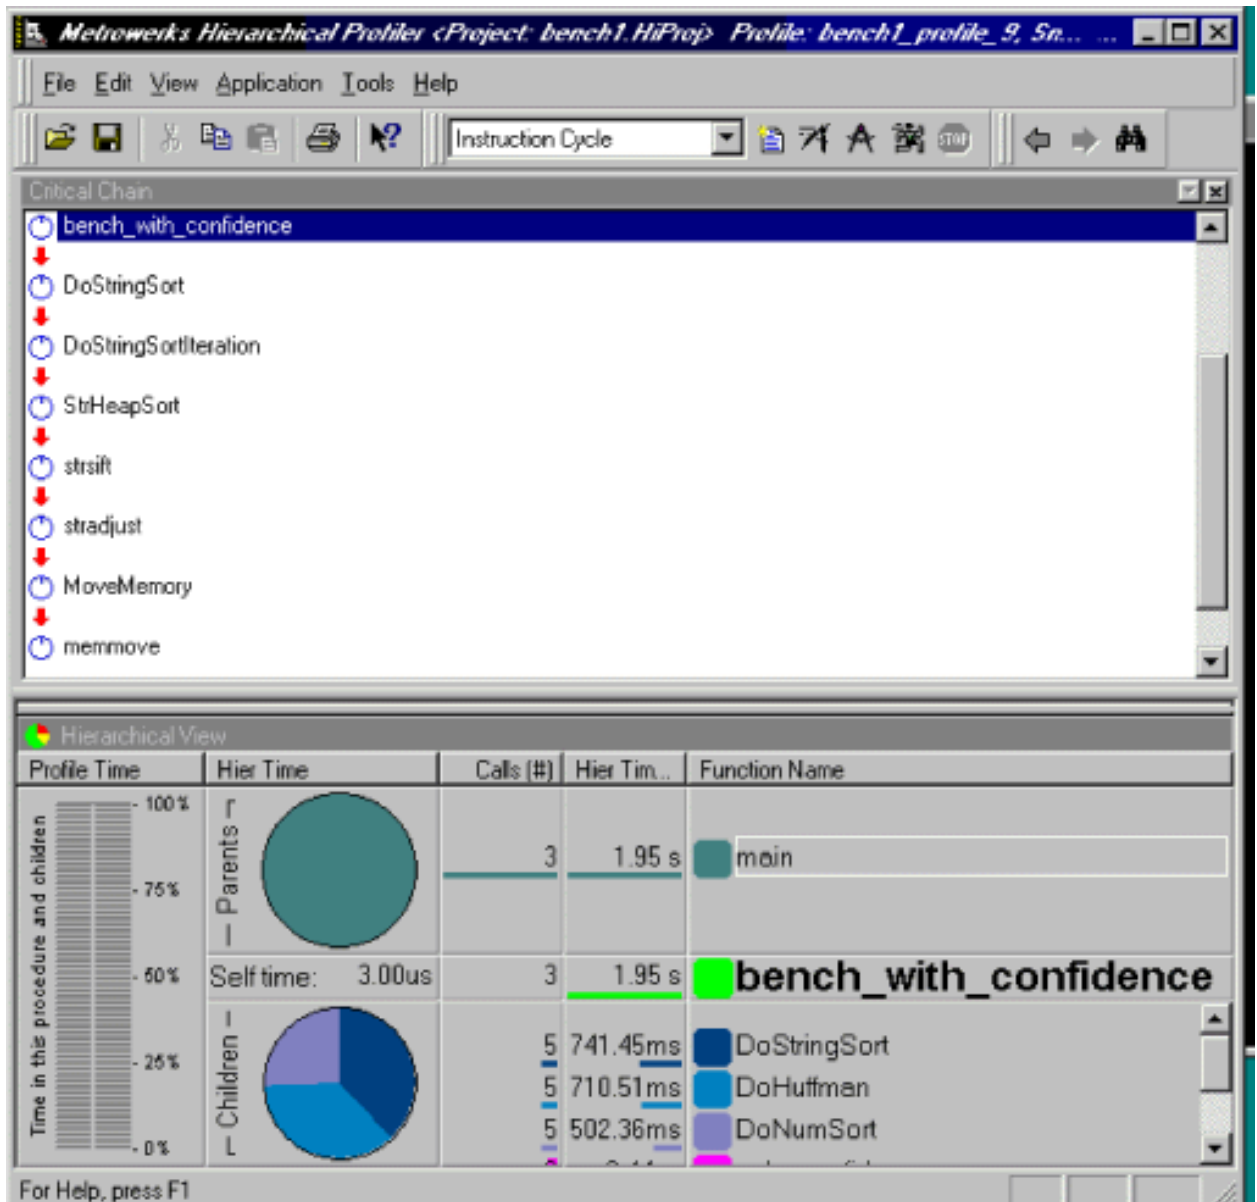 Metrowerks Hierarchical Profiler <Project: bench1.HiProj> Profile: bench1_profile_9, Sn... ...
File Edit View Application Tools Help
Instruction Cycle STOP
Critical Chain
bench_with_confidence
DoStringSort
DoStringSortIteration
StrHeapSort
strsift
stradjust
MoveMemory
memmove
Hierarchical View
Profile Time Hier Time Calls (#) Hier Tim... Function Name
Time in this procedure and children
100%
75%
50%
25%
0%
Parents
3 1.95 s main
Self time: 3.00us 3 1.95 s bench_with_confidence
Children
5 741.45ms DoStringSort
5 710.51ms DoHuffman
5 502.36ms DoNumSort
For Help, press F1